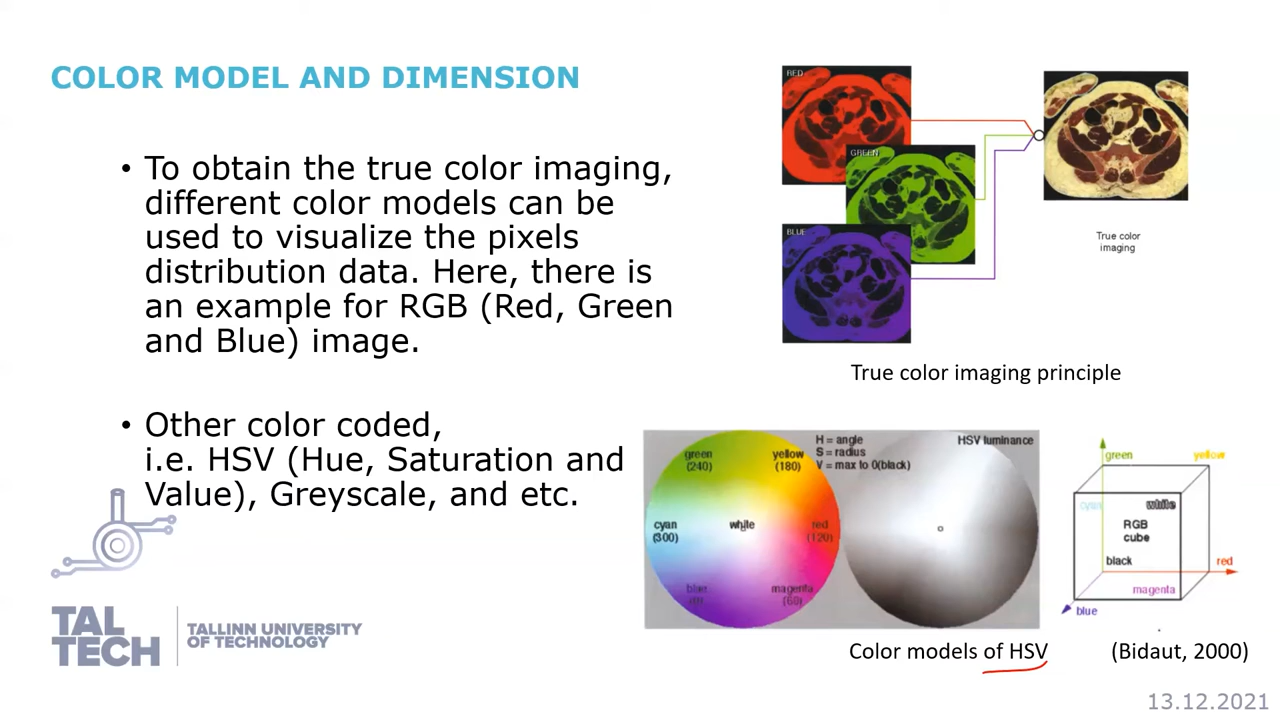 COLOR MODEL AND DIMENSION
• To obtain the true color imaging,
different color models can be
used to visualize the pixels
distribution data. Here, there is
an example for RGB (Red, Green
and Blue) image.
• Other color coded,
i.e. HSV (Hue, Saturation and
Value), Greyscale, and etc.
TAL
TECH
TALLINN UNIVERSITY
OF TECHNOLOGY
RED
GREEN
BLUE
True color
imaging
True color imaging principle
green
(240)
yellow
(180)
cyan
(300)
white
red
(120)
magenta
(60)
H = angle
S = radius
V = max to 0(black)
HSV luminance
green
yellow
cyan
white
RGB
cube
black
red
magenta
blue
Color models of HSV
(Bidaut, 2000)
13.12.2021